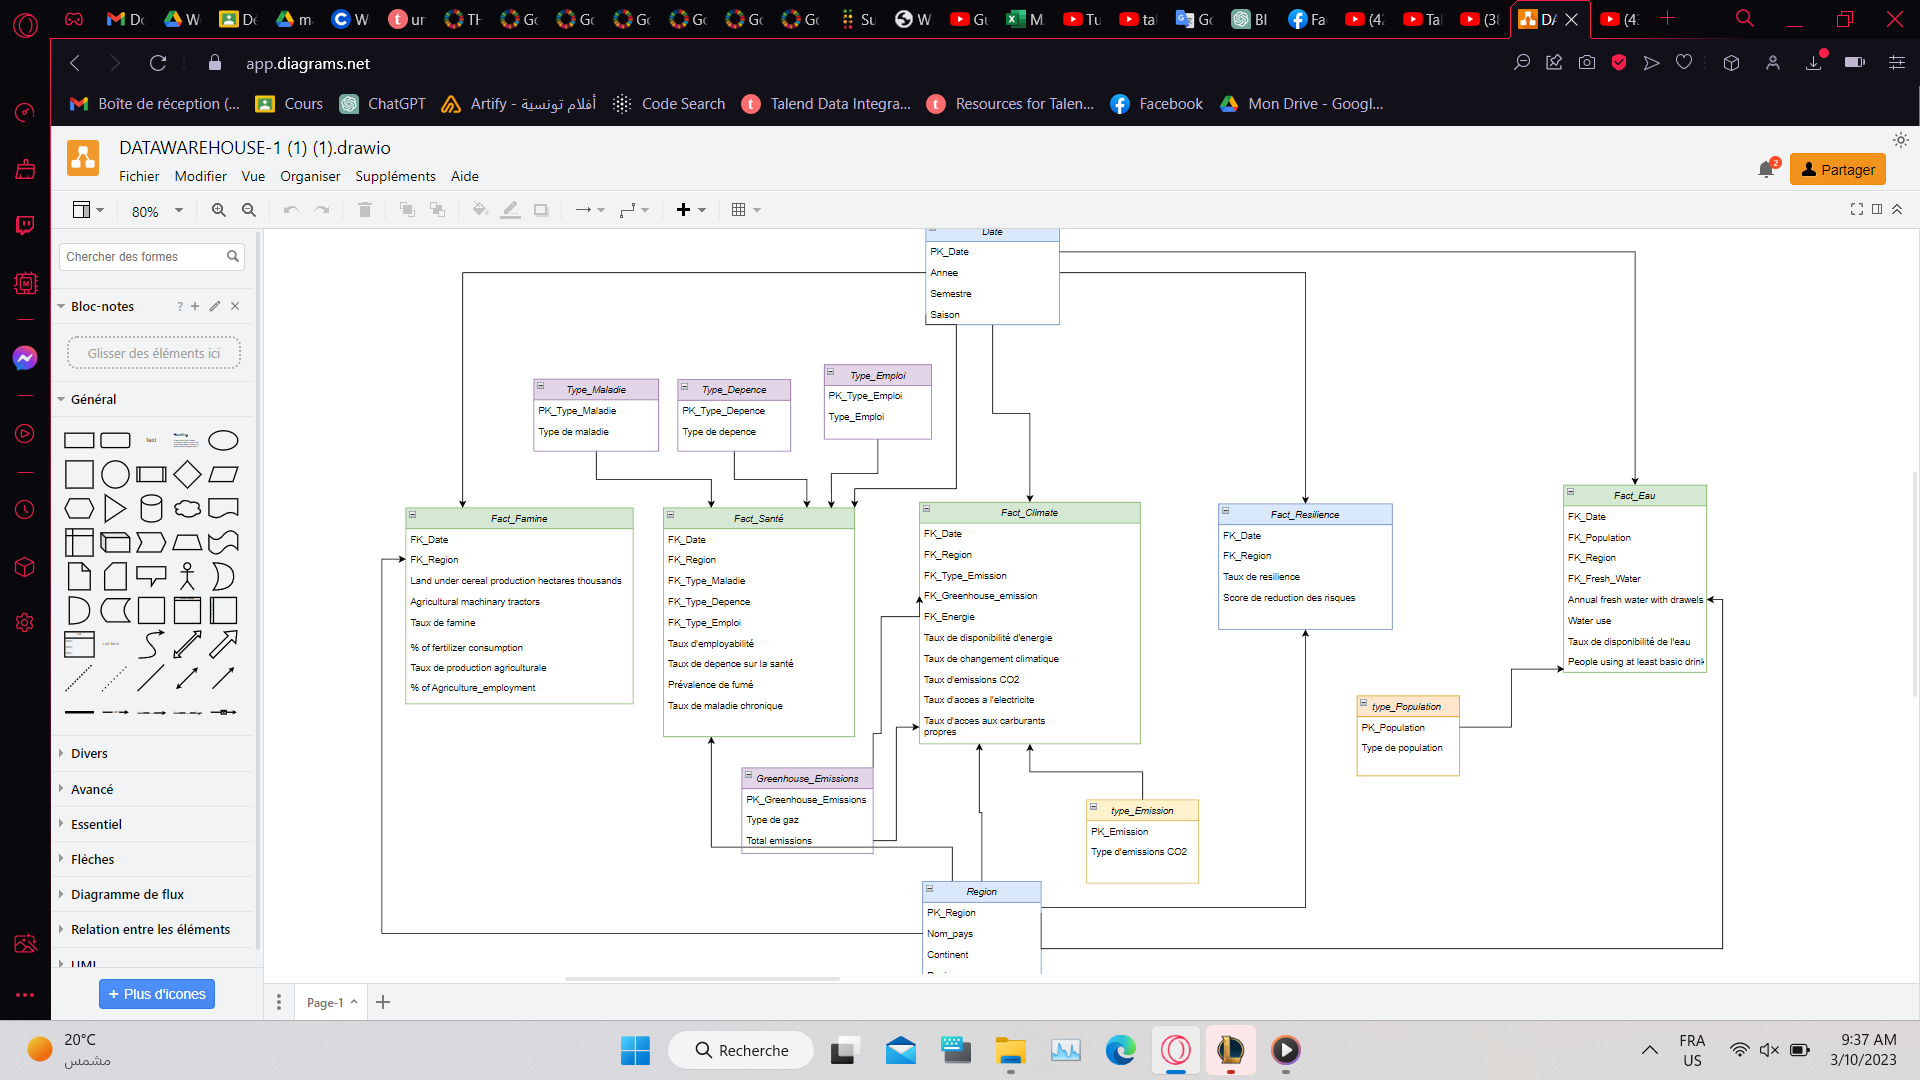 app.diagrams.net
Boîte de réception (...
Cours
ChatGPT
Artify - أفلام تونسية
Code Search
Talend Data Integra...
Resources for Talen...
Facebook
Mon Drive - Googl...
DATAWAREHOUSE-1 (1) (1).drawio
Fichier
Modifier
Vue
Organiser
Suppléments
Aide
2
Partager
80%
Chercher des formes
Bloc-notes
?
Glisser des éléments ici
Général
Text
Divers
Avancé
Essentiel
Flèches
Diagramme de flux
Relation entre les éléments
UML
+ Plus d'icones
Date
PK_Date
Annee
Semestre
Saison
Type_Maladie
PK_Type_Maladie
Type de maladie
Type_Depence
PK_Type_Depence
Type de depence
Type_Emploi
PK_Type_Emploi
Type_Emploi
Fact_Famine
FK_Date
FK_Region
Land under cereal production hectares thousands
Agricultural machinary tractors
Taux de famine
% of fertilizer consumption
Taux de production agriculturale
% of Agriculture_employment
Fact_Santé
FK_Date
FK_Region
FK_Type_Maladie
FK_Type_Depence
FK_Type_Emploi
Taux d'employabilité
Taux de depence sur la santé
Prévalence de fumé
Taux de maladie chronique
Fact_Climate
FK_Date
FK_Region
FK_Type_Emission
FK_Greenhouse_emission
FK_Energie
Taux de disponibilité d'energie
Taux de changement climatique
Taux d'emissions CO2
Taux d'acces a l'electricite
Taux d'acces aux carburants
propres
Fact_Resilience
FK_Date
FK_Region
Taux de resilience
Score de reduction des risques
Fact_Eau
FK_Date
FK_Population
FK_Region
FK_Fresh_Water
Annual fresh water with drawels
Water use
Taux de disponibilité de l'eau
People using at least basic drink
type_Population
PK_Population
Type de population
Greenhouse_Emissions
PK_Greenhouse_Emissions
Type de gaz
Total emissions
type_Emission
PK_Emission
Type d'emissions CO2
Region
PK_Region
Nom_pays
Continent
Page-1
20°C
مشمس
Recherche
FRA
US
9:37 AM
3/10/2023